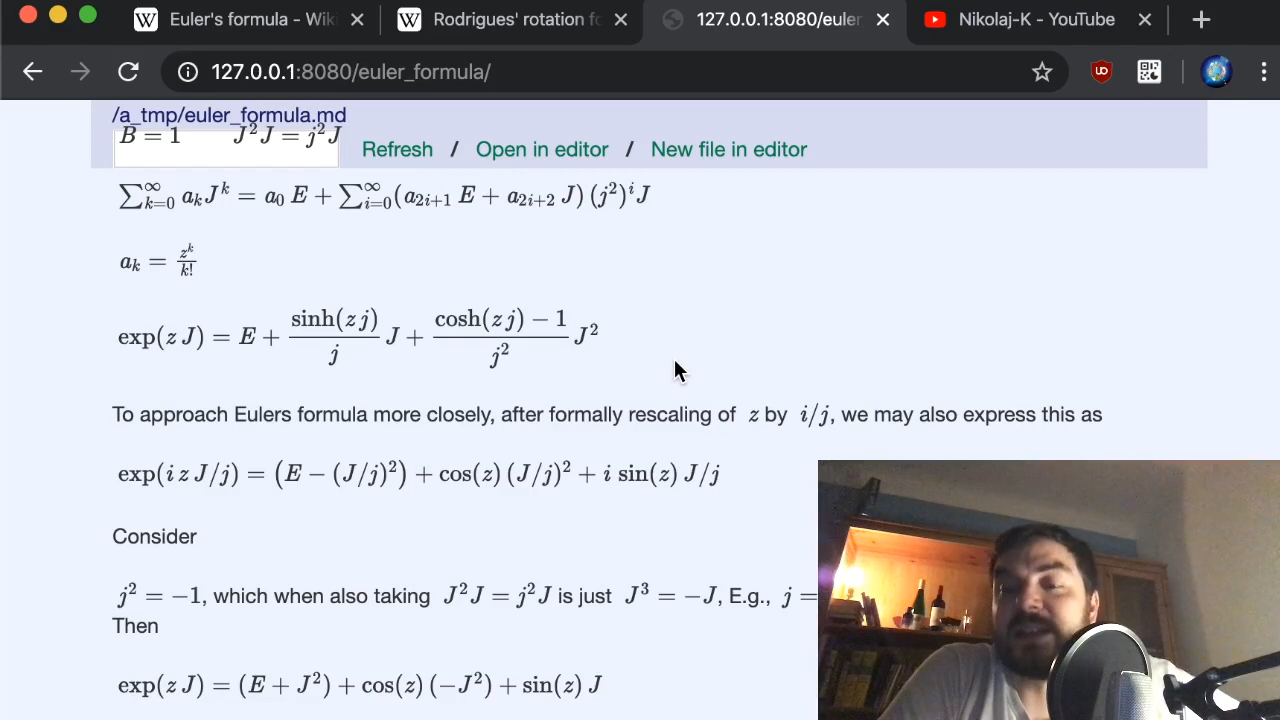 Euler's formula - Wiki
Rodrigues' rotation fo
127.0.0.1:8080/euler
Nikolaj-K - YouTube
127.0.0.1:8080/euler_formula/
/a_tmp/euler_formula.md
B = 1 J²J = j²J
Refresh / Open in editor / New file in editor
∑_{k=0}^{∞} a_k J^k = a_0 E + ∑_{i=0}^{∞} (a_{2i+1} E + a_{2i+2} J) (j²)^i J
a_k = z^k/k!
exp(z J) = E + sinh(z j)/j J + cosh(z j) − 1/j² J²
To approach Eulers formula more closely, after formally rescaling of z by i/j, we may also express this as
exp(i z J/j) = (E − (J/j)²) + cos(z) (J/j)² + i sin(z) J/j
Consider
j² = −1, which when also taking J²J = j²J is just J³ = −J, E.g., j =
Then
exp(z J) = (E + J²) + cos(z) (−J²) + sin(z) J